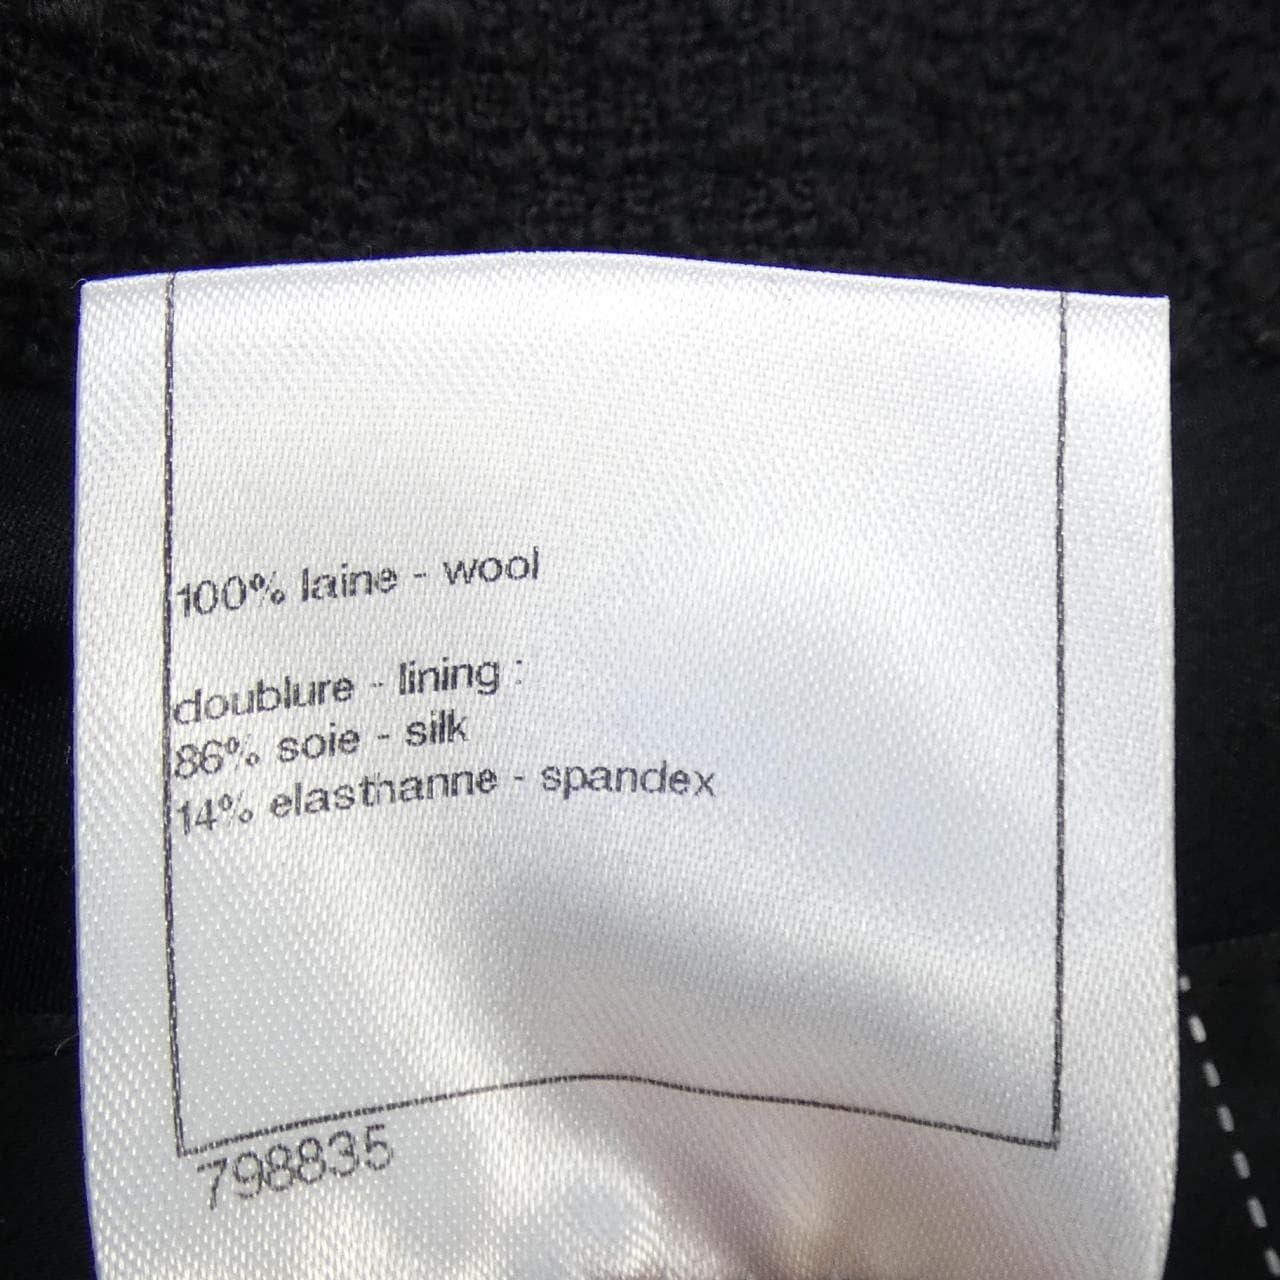 100% laine - wool
doublure - lining :
86% soie - silk
14% elasthanne - spandex
798835